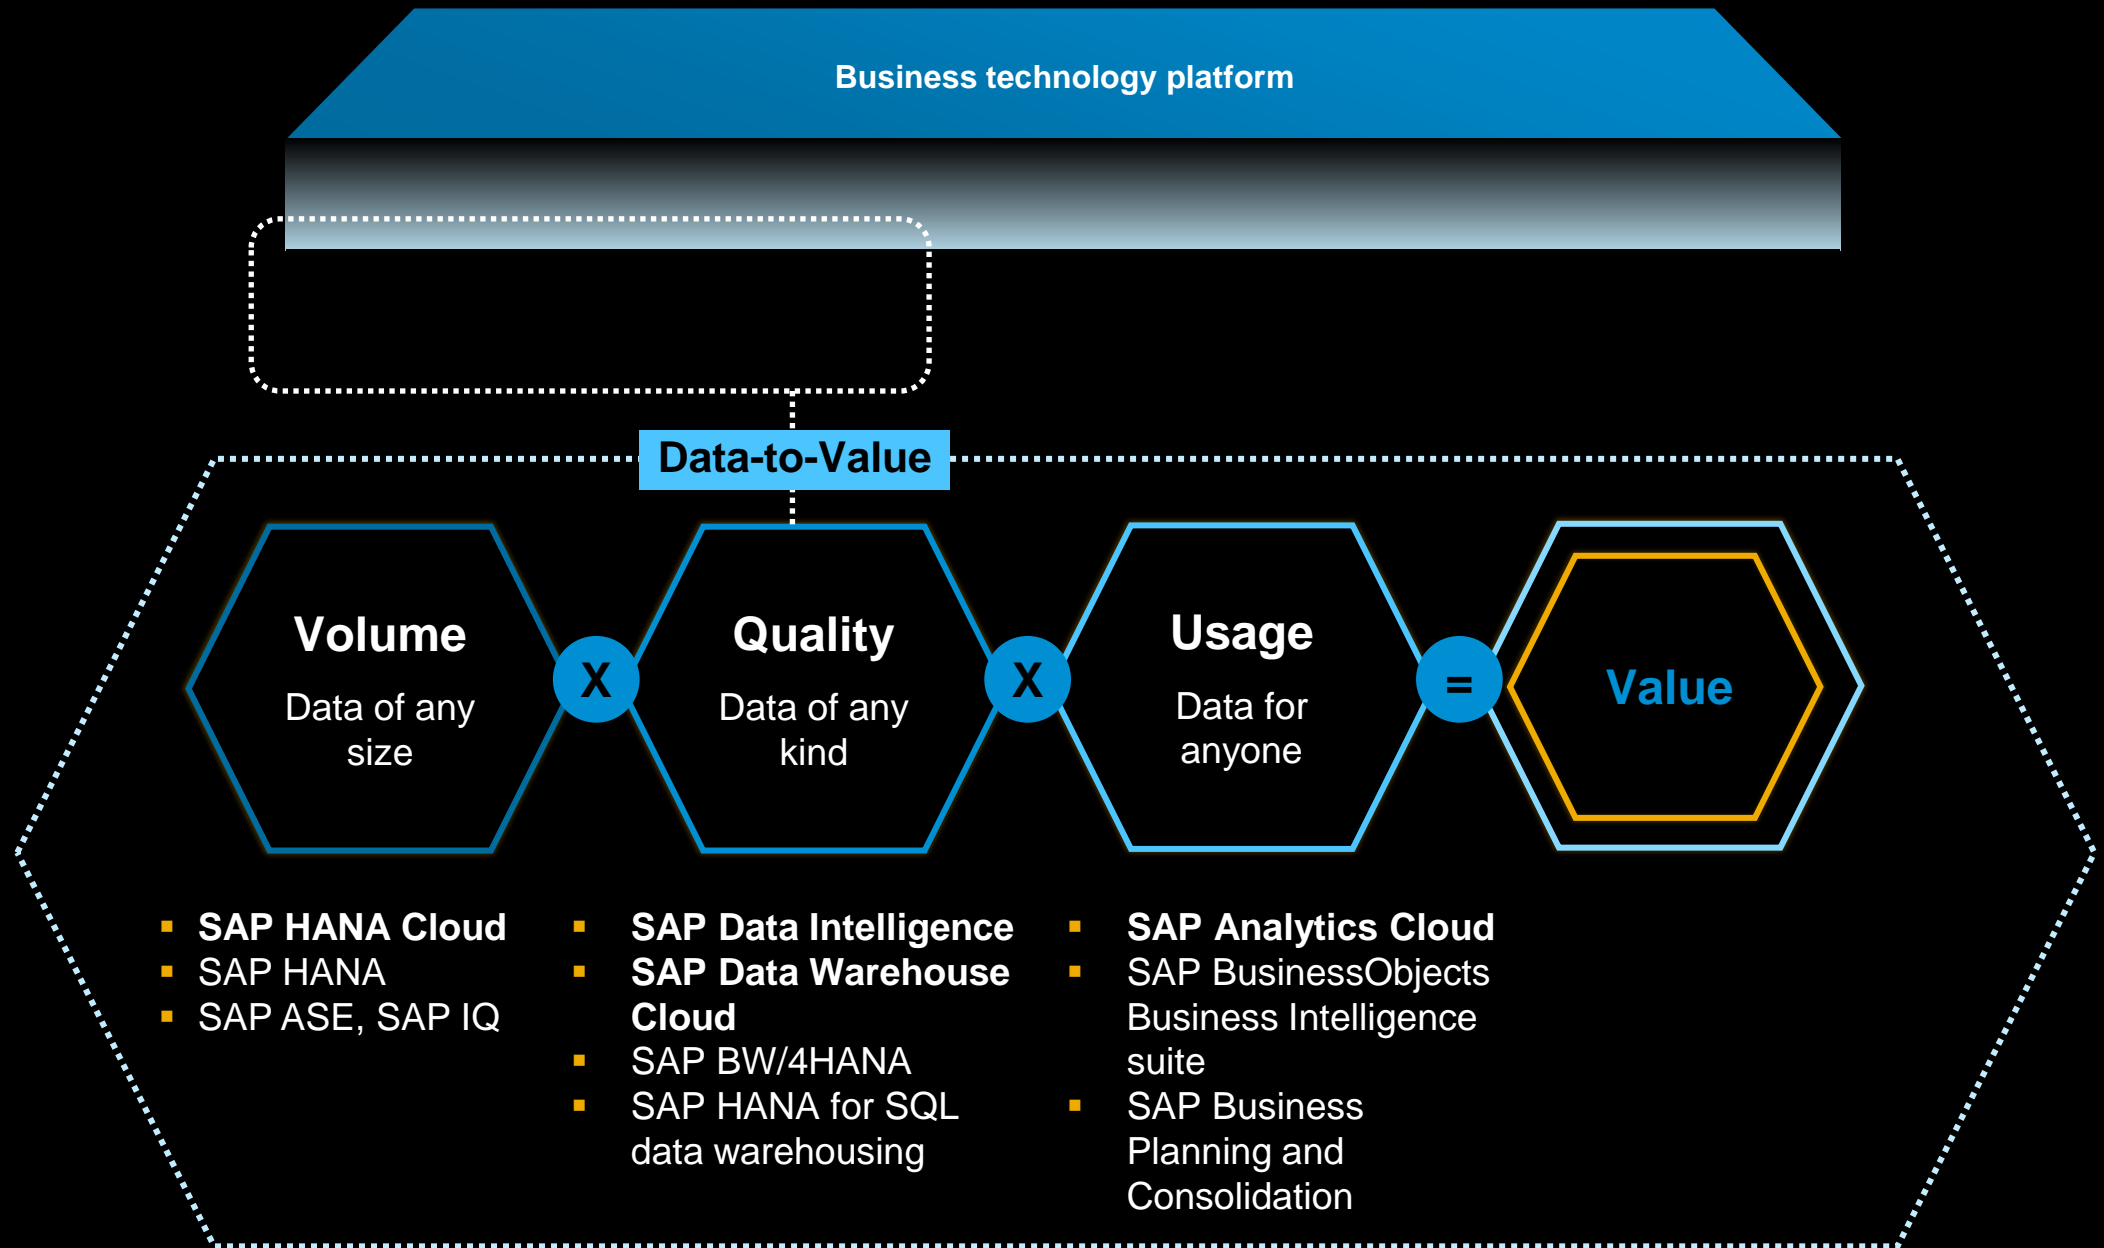 Business technology platform
Data-to-Value
Volume
Data of any
size
X
Quality
Data of any
kind
X
Usage
Data for
anyone
=
Value
▪ SAP HANA Cloud
▪ SAP HANA
▪ SAP ASE, SAP IQ
▪ SAP Data Intelligence
▪ SAP Data Warehouse
Cloud
▪ SAP BW/4HANA
▪ SAP HANA for SQL
data warehousing
▪ SAP Analytics Cloud
▪ SAP BusinessObjects
Business Intelligence
suite
▪ SAP Business
Planning and
Consolidation